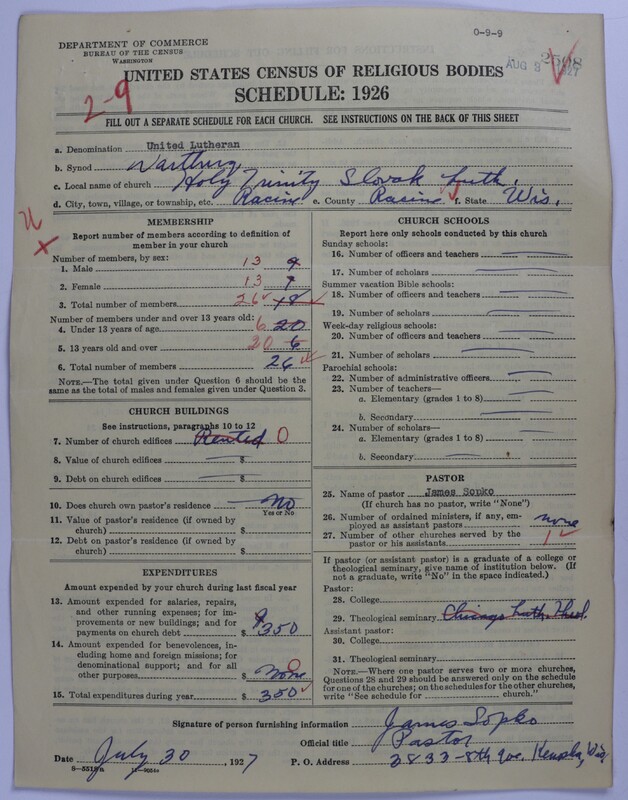 0-9-9
DEPARTMENT OF COMMERCE
BUREAU OF THE CENSUS
WASHINGTON
AUG 3 1927
2508
UNITED STATES CENSUS OF RELIGIOUS BODIES
SCHEDULE: 1926
2-9
FILL OUT A SEPARATE SCHEDULE FOR EACH CHURCH. SEE INSTRUCTIONS ON THE BACK OF THIS SHEET
a. Denomination United Lutheran
b. Synod Wartburg
c. Local name of church Holy Trinity Slovak Luth.
d. City, town, village, or township, etc. Racine e. County Racine f. State Wis.
MEMBERSHIP
Report number of members according to definition of
member in your church
Number of members, by sex:
1. Male 13 9
2. Female 13 9
3. Total number of members 26 18
Number of members under and over 13 years old:
4. Under 13 years of age 6 20
5. 13 years old and over 20 6
6. Total number of members 26
NOTE.—The total given under Question 6 should be
the same as the total of males and females given under Question 3.
CHURCH BUILDINGS
See instructions, paragraphs 10 to 12
7. Number of church edifices Rented 0
8. Value of church edifices $
9. Debt on church edifices $
10. Does church own pastor's residence No
Yes or No
11. Value of pastor's residence (if owned by
church) $
12. Debt on pastor's residence (if owned by
church) $
EXPENDITURES
Amount expended by your church during last fiscal year
13. Amount expended for salaries, repairs,
and other running expenses; for im-
provements or new buildings; and for
payments on church debt $ 350
14. Amount expended for benevolences,
including home and foreign missions; for
denominational support; and for all
other purposes $ None 0
15. Total expenditures during year $ 350
CHURCH SCHOOLS
Report here only schools conducted by this church
Sunday schools:
16. Number of officers and teachers
17. Number of scholars
Summer vacation Bible schools:
18. Number of officers and teachers
19. Number of scholars
Week-day religious schools:
20. Number of officers and teachers
21. Number of scholars
Parochial schools:
22. Number of administrative officers
23. Number of teachers—
a. Elementary (grades 1 to 8)
b. Secondary
24. Number of scholars—
a. Elementary (grades 1 to 8)
b. Secondary
PASTOR
25. Name of pastor James Sopko
(If church has no pastor, write "None")
26. Number of ordained ministers, if any, em-
ployed as assistant pastors none
27. Number of other churches served by the
pastor or his assistants 1
If pastor (or assistant pastor) is a graduate of a college or
theological seminary, give name of institution below. (If
not a graduate, write "No" in the space indicated.)
Pastor:
28. College
29. Theological seminary Chicago Luth. Theol.
Assistant pastor:
30. College
31. Theological seminary
NOTE.—Where one pastor serves two or more churches,
Questions 28 and 29 should be answered only on the schedule
for one of the churches; on the schedules for the other churches,
write "See schedule for church."
Signature of person furnishing information James Sopko
Official title Pastor
Date July 30, 1927 P. O. Address 3833-8th ave. Kenosha, Wis.